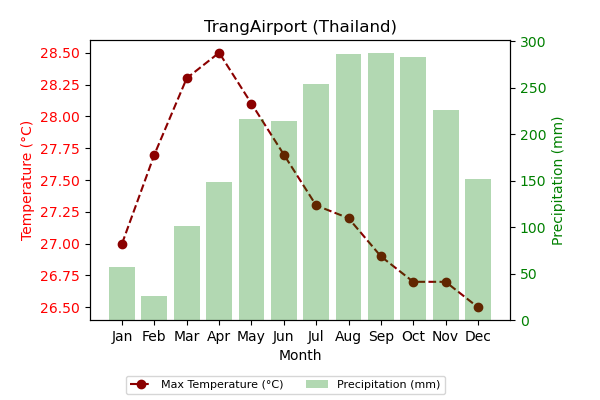 TrangAirport (Thailand)
28.50
28.25
28.00
27.75
27.50
27.25
27.00
26.75
26.50
Temperature (°C)
300
250
200
150
100
50
0
Precipitation (mm)
Jan Feb Mar Apr May Jun Jul Aug Sep Oct Nov Dec
Month
Max Temperature (°C) Precipitation (mm)